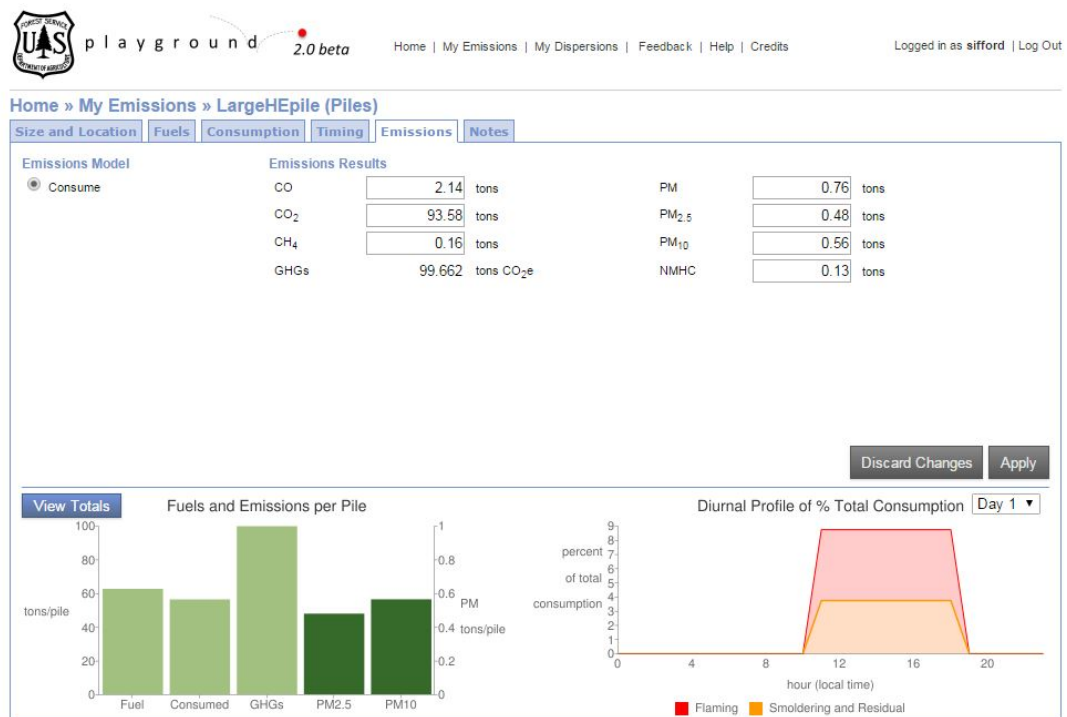 FOREST SERVICE
UAS
DEPARTMENT OF AGRICULTURE
playground 2.0 beta
Home | My Emissions | My Dispersions | Feedback | Help | Credits
Logged in as sifford | Log Out
Home » My Emissions » LargeHEpile (Piles)
Size and Location Fuels Consumption Timing Emissions Notes
Emissions Model
Consume
Emissions Results
CO 2.14 tons
CO2 93.58 tons
CH4 0.16 tons
GHGs 99.662 tons CO2e
PM 0.76 tons
PM2.5 0.48 tons
PM10 0.56 tons
NMHC 0.13 tons
Discard Changes Apply
View Totals
Fuels and Emissions per Pile
100
80
60
40
20
0
tons/pile
1
0.8
0.6
0.4
0.2
0
PM
tons/pile
Fuel Consumed GHGs PM2.5 PM10
Diurnal Profile of % Total Consumption Day 1
percent
of total
consumption
9
8
7
6
5
4
3
2
1
0
0 4 8 12 16 20
hour (local time)
Flaming Smoldering and Residual